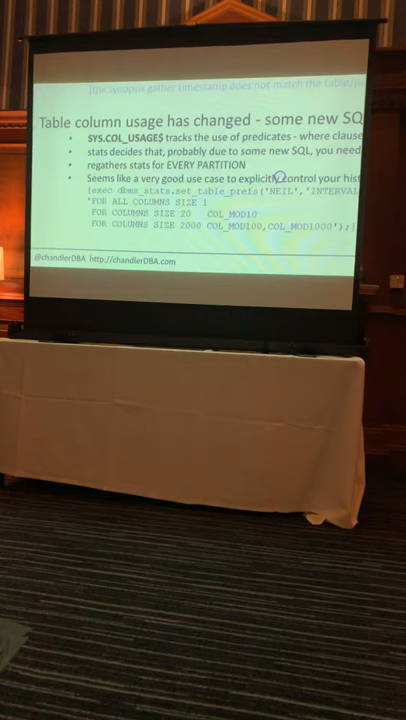 [the synopsis gather timestamp does not match the table/p
Table column usage has changed - some new SQ
• SYS.COL_USAGE$ tracks the use of predicates - where clause
• stats decides that, probably due to some new SQL, you need
• regathers stats for EVERY PARTITION
• Seems like a very good use case to explicitly control your hist
[exec dbms_stats.set_table_prefs('NEIL','INTERVAL
'FOR ALL COLUMNS SIZE 1
FOR COLUMNS SIZE 20 COL_MOD10
FOR COLUMNS SIZE 2000 COL_MOD100,COL_MOD1000');]
@chandlerDBA http://chandlerDBA.com